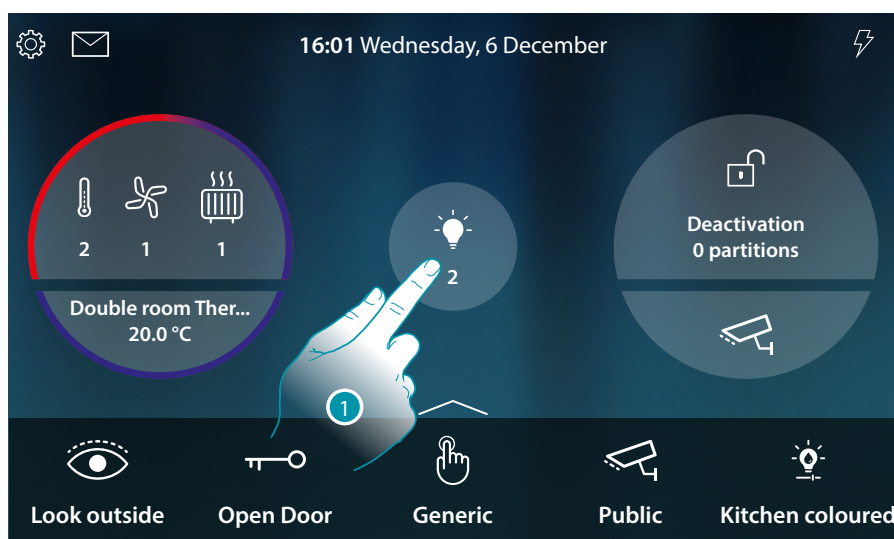 16:01 Wednesday, 6 December
2 1 1
Double room Ther...
20.0 °C
2
Deactivation
0 partitions
1
Look outside
Open Door
Generic
Public
Kitchen coloured